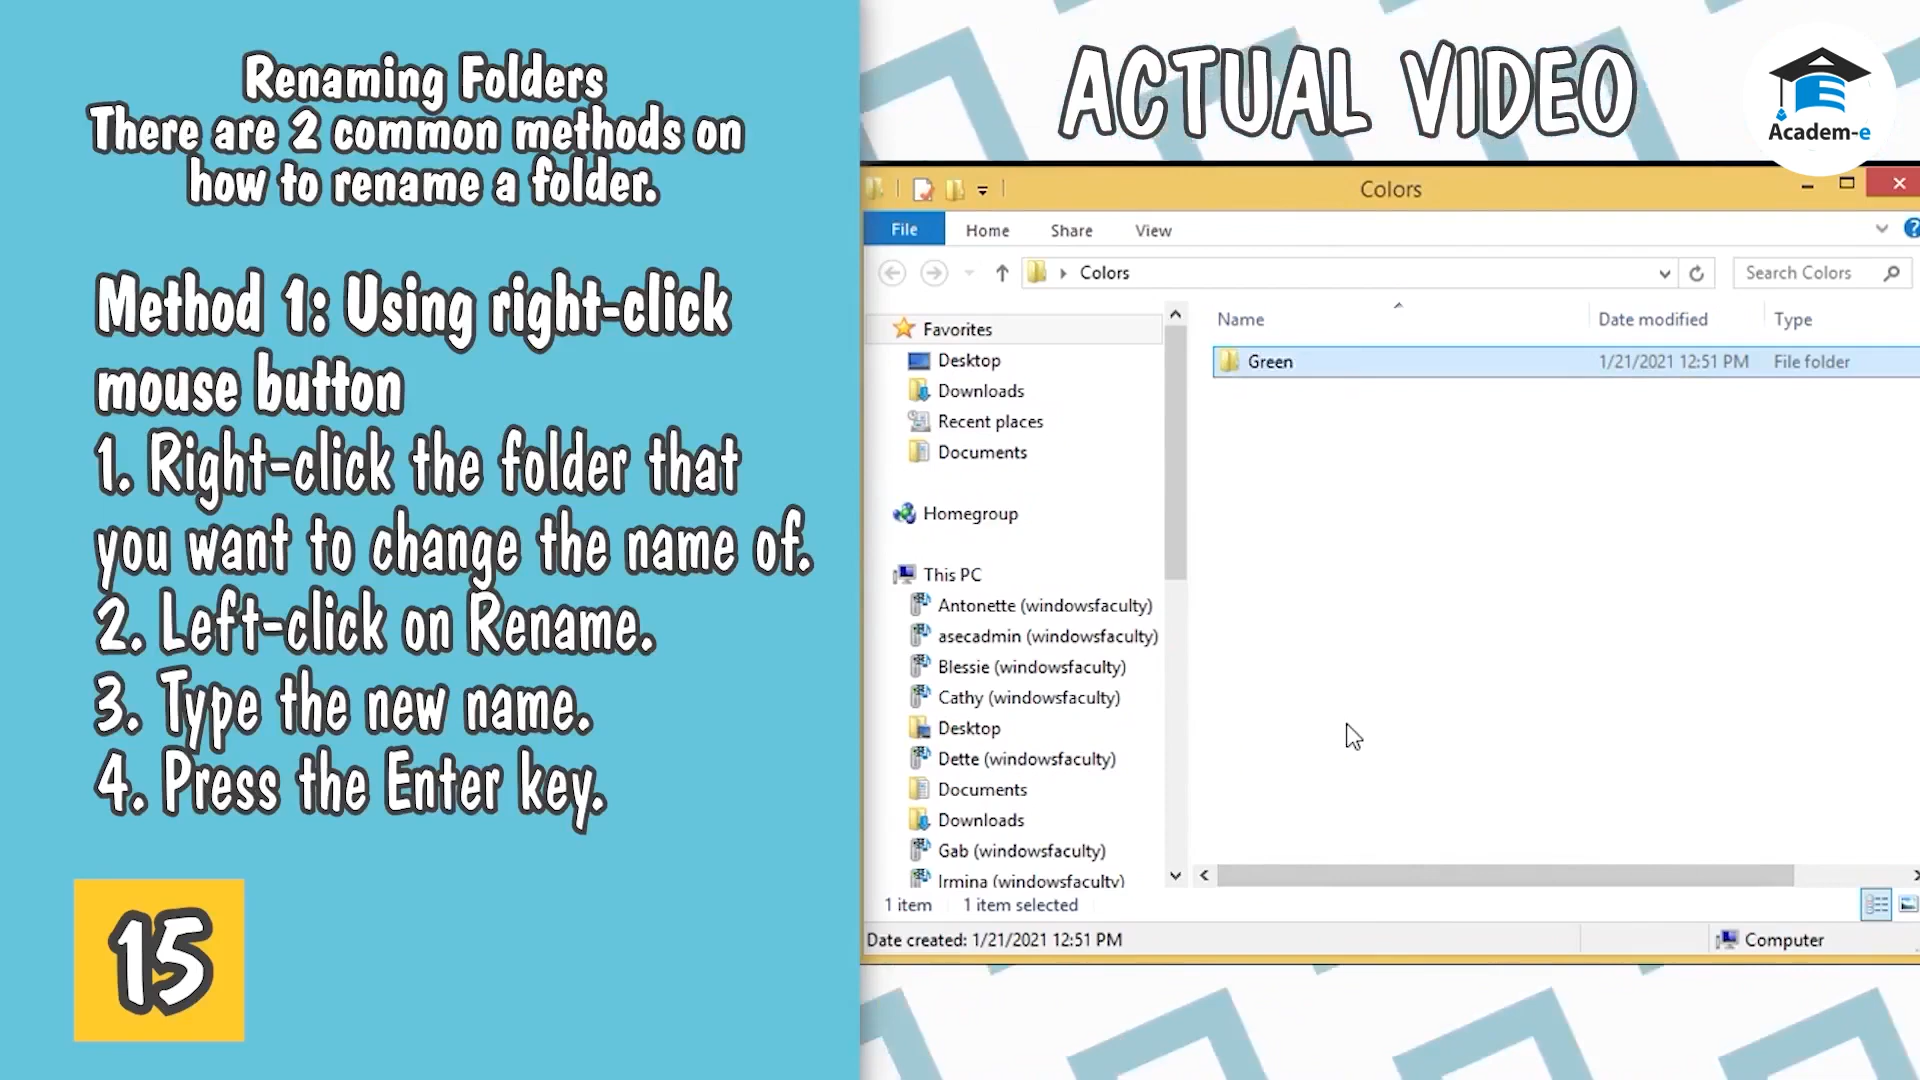 Renaming Folders
There are 2 common methods on
how to rename a folder.
Method 1: Using right-click
mouse button
1. Right-click the folder that
you want to change the name of.
2. Left-click on Rename.
3. Type the new name.
4. Press the Enter key.
15
ACTUAL VIDEO
Academ-e
Colors
File Home Share View
Colors
Search Colors
Name Date modified Type
Green 1/21/2021 12:51 PM File folder
Favorites
Desktop
Downloads
Recent places
Documents
Homegroup
This PC
Antonette (windowsfaculty)
asecadmin (windowsfaculty)
Blessie (windowsfaculty)
Cathy (windowsfaculty)
Desktop
Dette (windowsfaculty)
Documents
Downloads
Gab (windowsfaculty)
Irmina (windowsfaculty)
1 item 1 item selected
Date created: 1/21/2021 12:51 PM
Computer